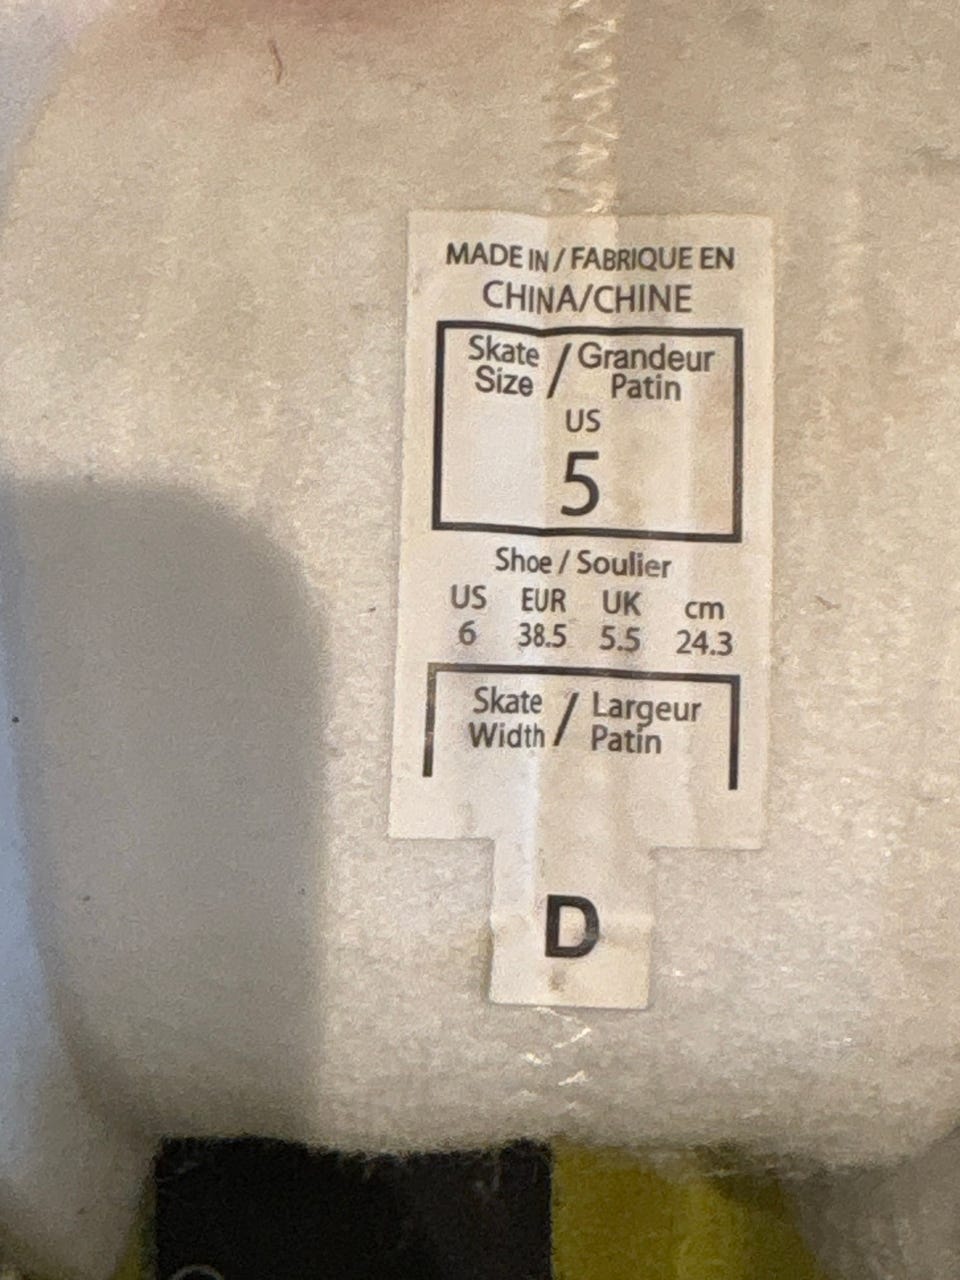 MADE IN / FABRIQUE EN
CHINA/CHINE
Skate Size / Grandeur Patin
US
5
Shoe / Soulier
US EUR UK cm
6 38.5 5.5 24.3
Skate Width / Largeur Patin
D